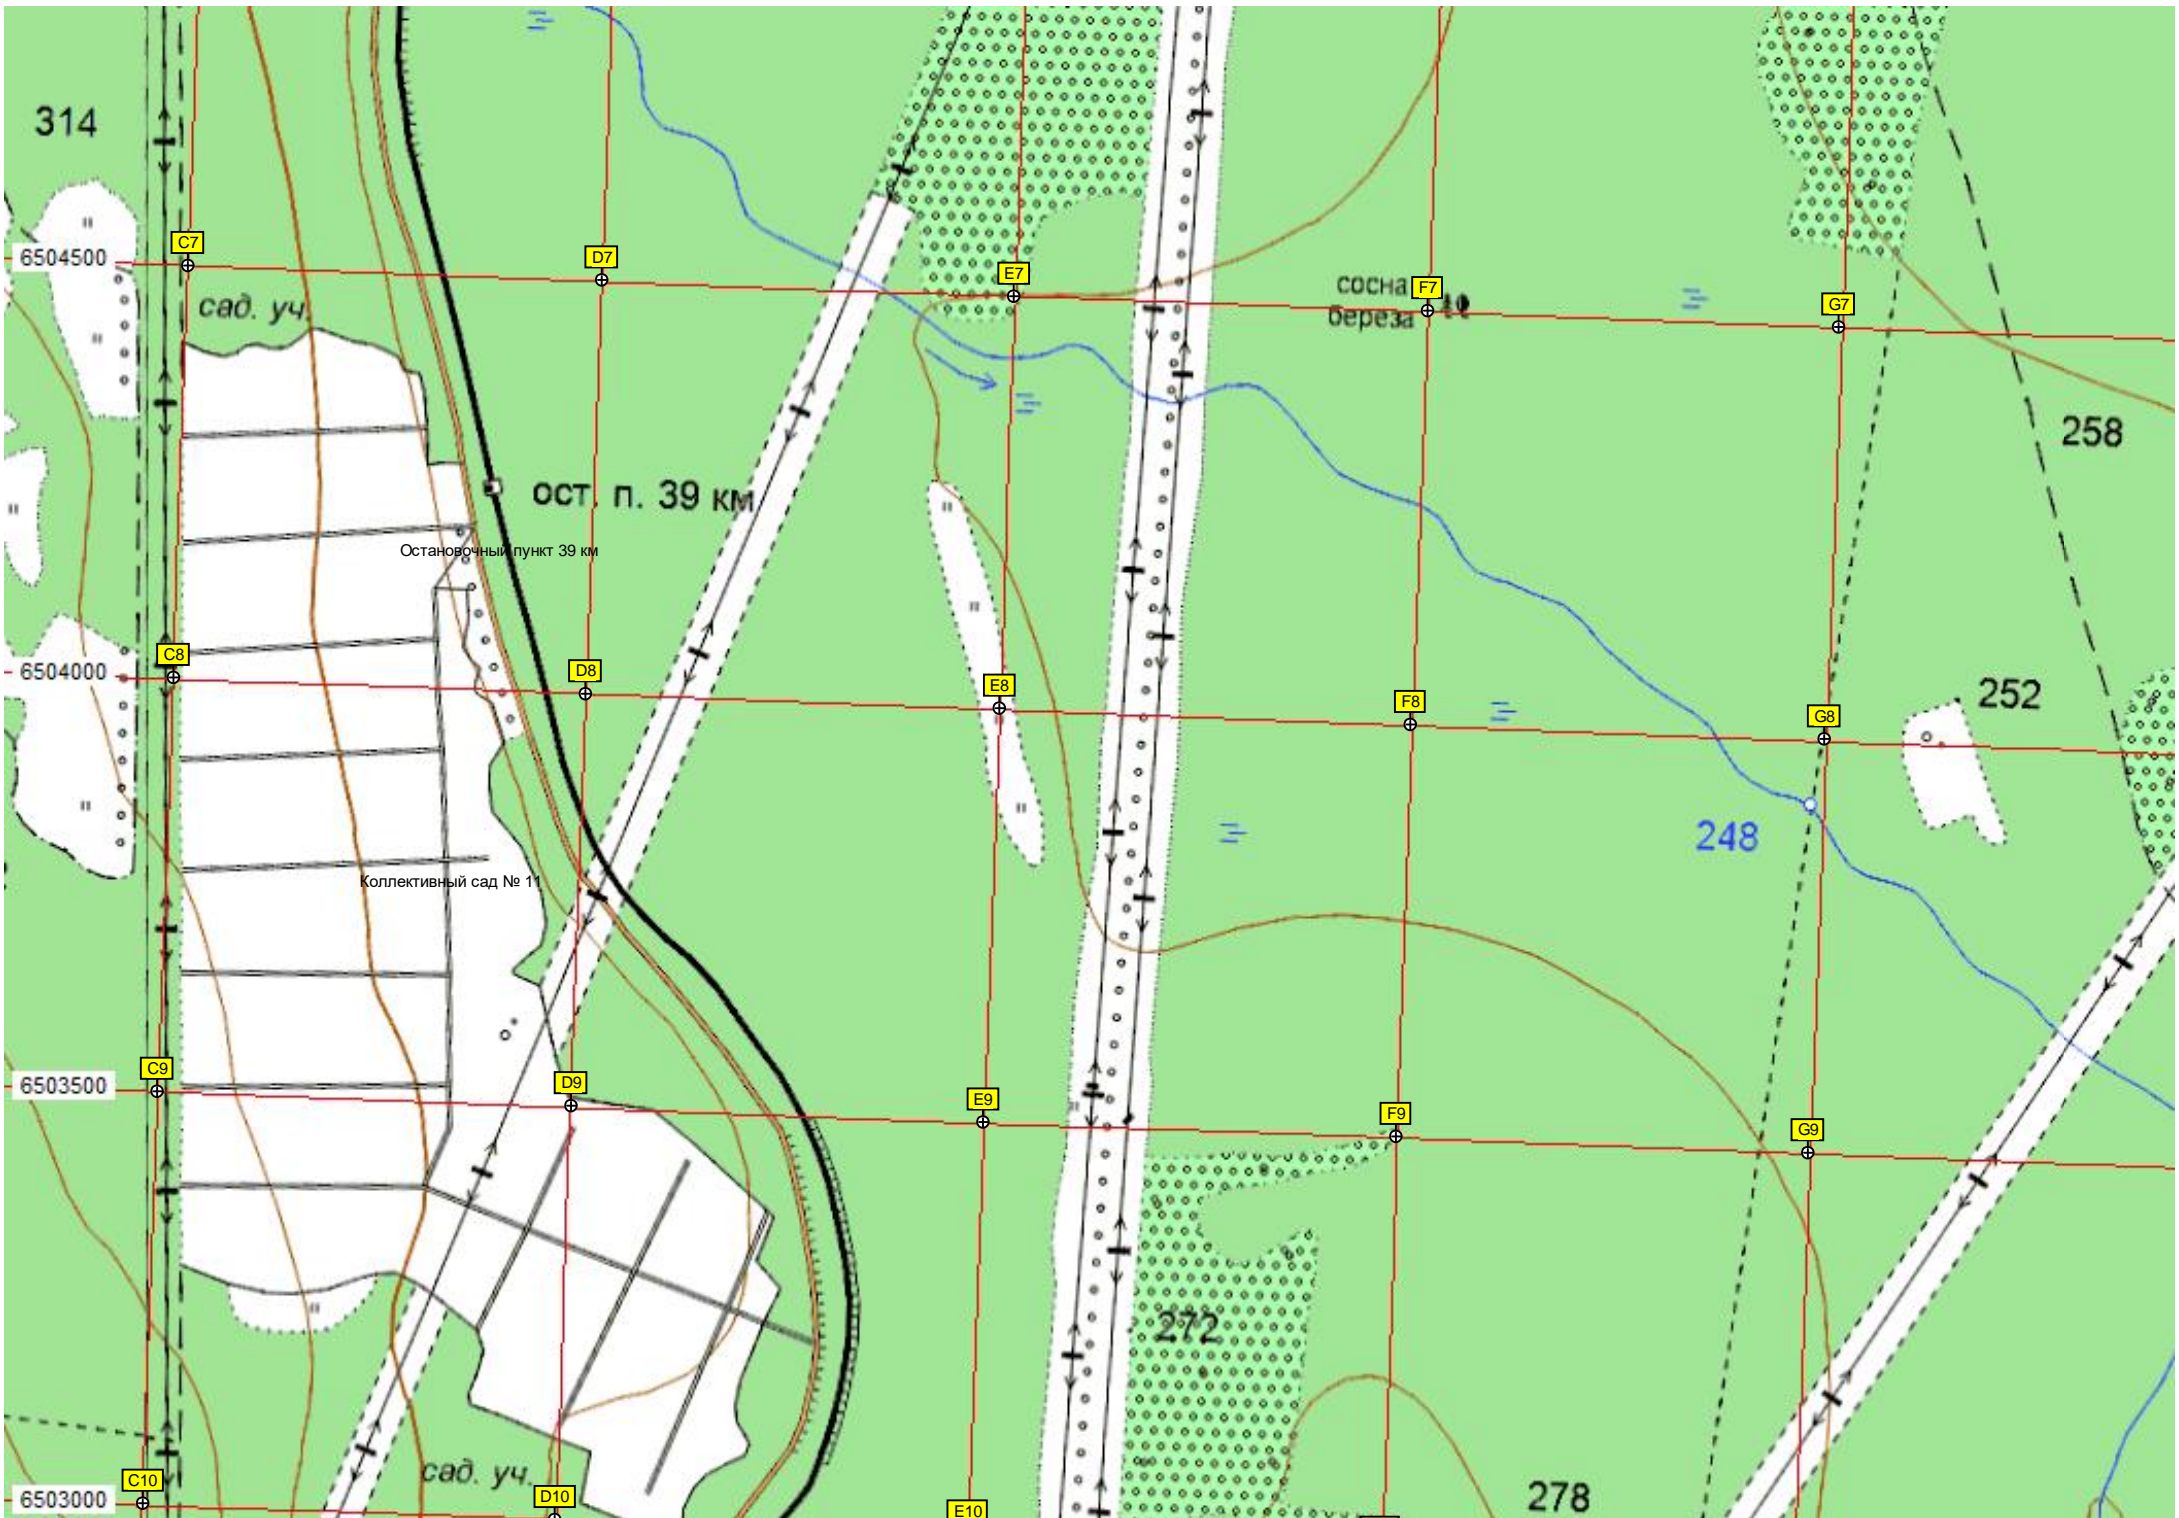 314
C7
D7
E7
F7
G7
6504500
сад. уч.
сосна
береза
258
ост. п. 39 км
Остановочный пункт 39 км
6504000
C8
D8
E8
F8
G8
252
248
Коллективный сад № 11
6503500
C9
D9
E9
F9
G9
272
сад. уч.
6503000
C10
D10
E10
278